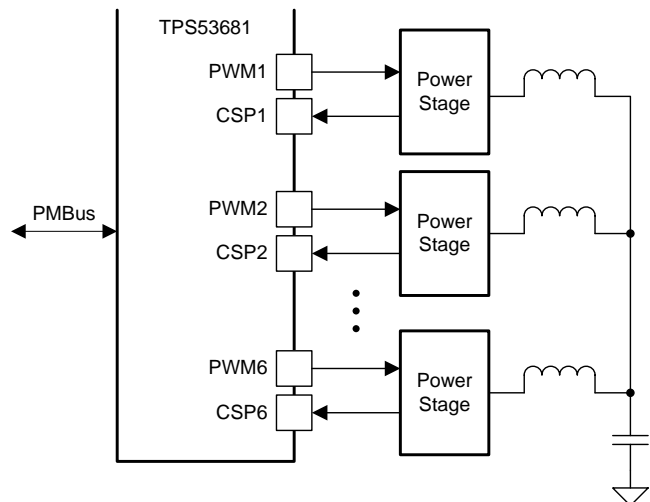 TPS53681
PWM1
CSP1
Power
Stage
PMBus
PWM2
CSP2
Power
Stage
PWM6
CSP6
Power
Stage